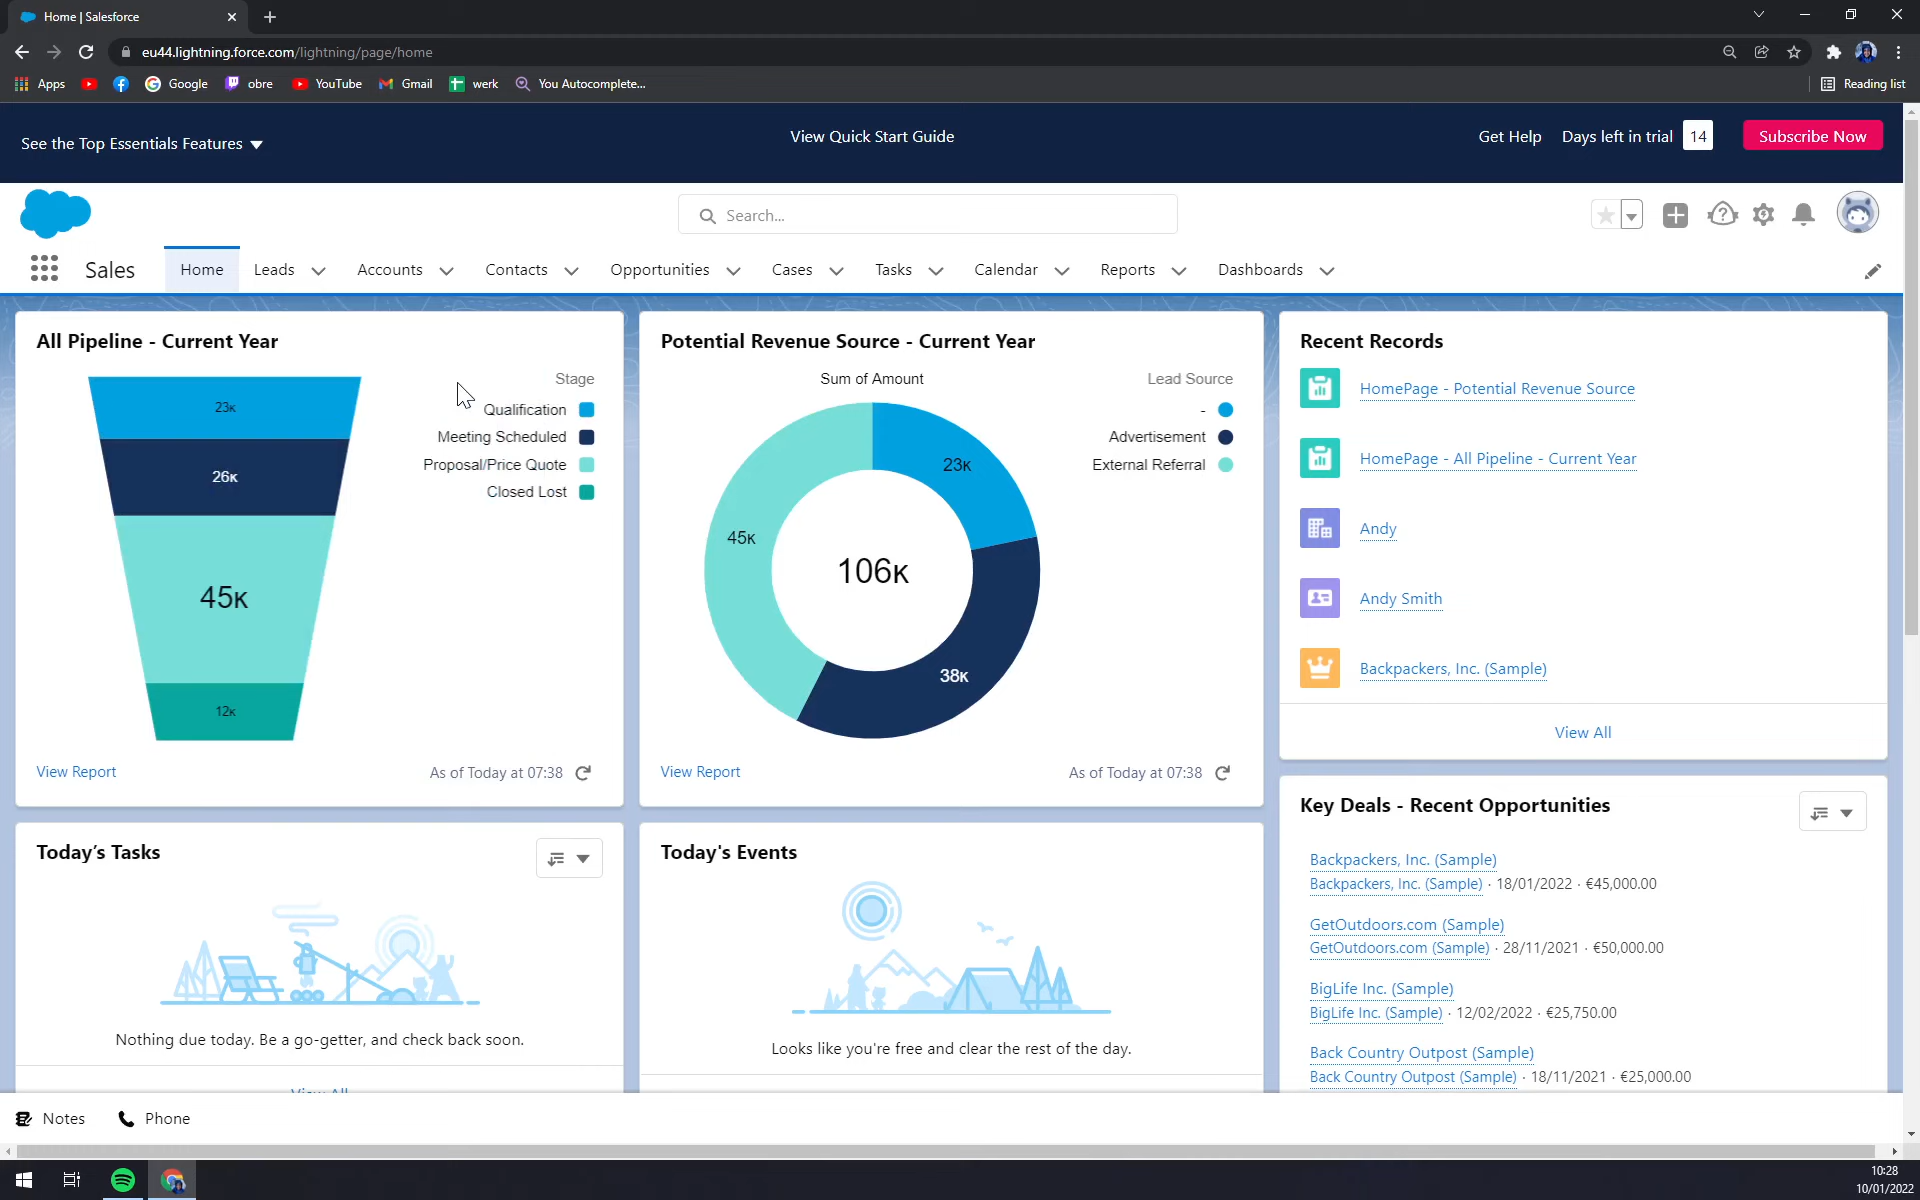 Home | Salesforce
eu44.lightning.force.com/lightning/page/home
Apps Google obre YouTube Gmail werk You Autocomplete... Reading list
See the Top Essentials Features View Quick Start Guide Get Help Days left in trial 14 Subscribe Now
Search...
Sales Home Leads Accounts Contacts Opportunities Cases Tasks Calendar Reports Dashboards
All Pipeline - Current Year
Stage
Qualification
Meeting Scheduled
Proposal/Price Quote
Closed Lost
23K
26K
45K
12K
View Report As of Today at 07:38
Potential Revenue Source - Current Year
Sum of Amount
Lead Source
-
Advertisement
External Referral
23K
45K
106K
38K
View Report As of Today at 07:38
Recent Records
HomePage - Potential Revenue Source
HomePage - All Pipeline - Current Year
Andy
Andy Smith
Backpackers, Inc. (Sample)
View All
Today's Tasks
Nothing due today. Be a go-getter, and check back soon.
View All
Today's Events
Looks like you're free and clear the rest of the day.
Key Deals - Recent Opportunities
Backpackers, Inc. (Sample)
Backpackers, Inc. (Sample) · 18/01/2022 · €45,000.00
GetOutdoors.com (Sample)
GetOutdoors.com (Sample) · 28/11/2021 · €50,000.00
BigLife Inc. (Sample)
BigLife Inc. (Sample) · 12/02/2022 · €25,750.00
Back Country Outpost (Sample)
Back Country Outpost (Sample) · 18/11/2021 · €25,000.00
Notes Phone
10:28
10/01/2022